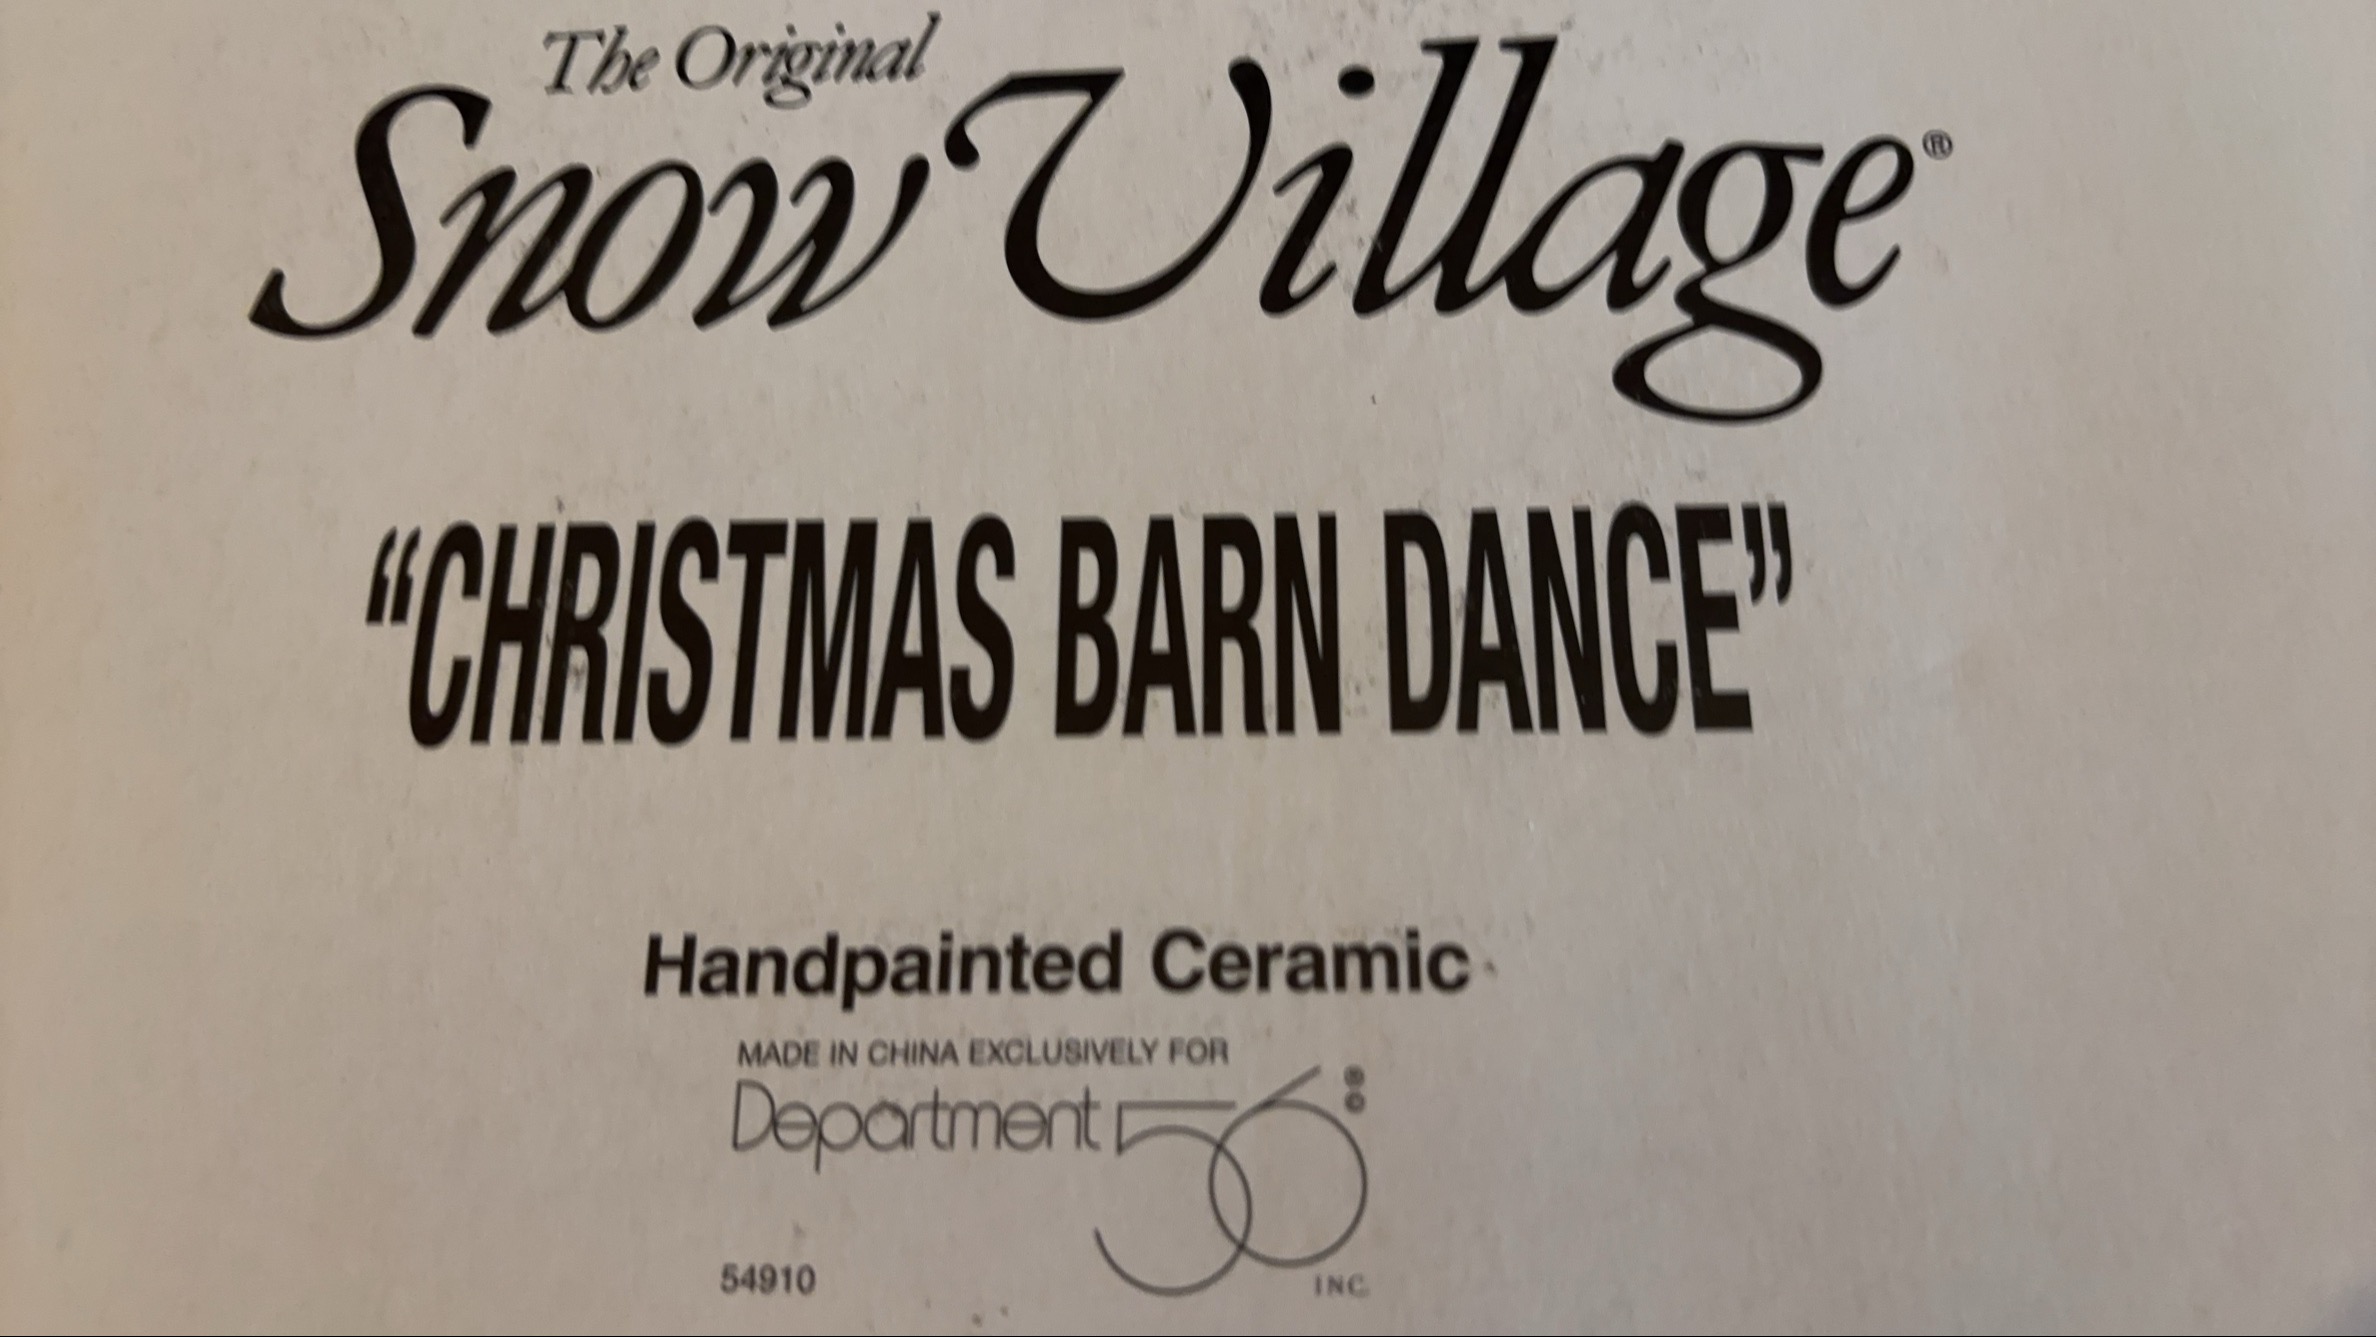 The Original
Snow Village®
“CHRISTMAS BARN DANCE”
Handpainted Ceramic
MADE IN CHINA EXCLUSIVELY FOR
Department 56®
54910
INC.